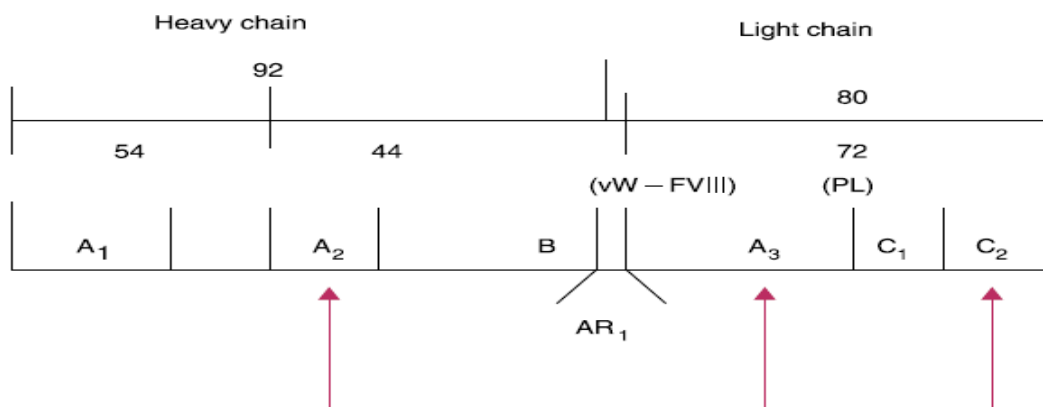 Heavy chain
Light chain
92
80
54
44
72
(vW – FVIII)
(PL)
A1
A2
B
A3
C1
C2
AR1